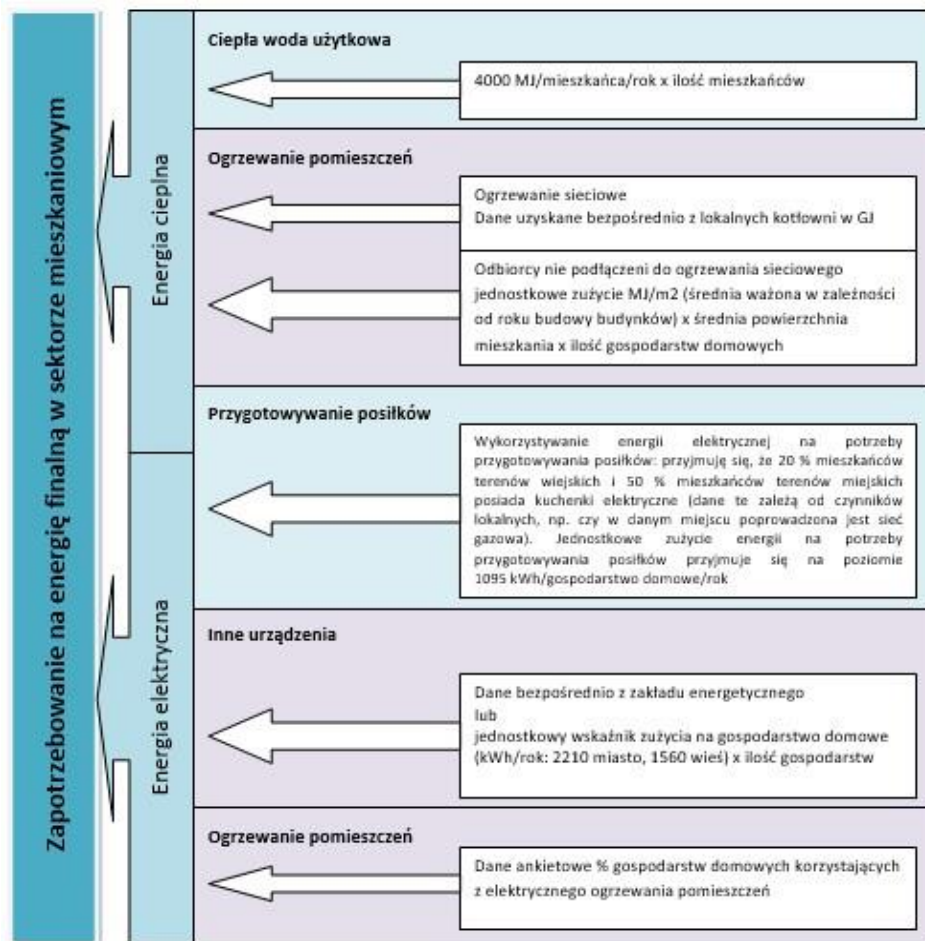 Zapotrzebowanie na energię finalną w sektorze mieszkaniowym
Energia cieplna
Ciepła woda użytkowa
4000 MJ/mieszkańca/rok x ilość mieszkańców
Ogrzewanie pomieszczeń
Ogrzewanie sieciowe
Dane uzyskane bezpośrednio z lokalnych kotłowni w GJ
Odbiorcy nie podłączeni do ogrzewania sieciowego
jednostkowe zużycie MJ/m2 (średnia ważona w zależności
od roku budowy budynków) x średnia powierzchnia
mieszkania x ilość gospodarstw domowych
Przygotowywanie posiłków
Wykorzystywanie energii elektrycznej na potrzeby
przygotowywania posiłków: przyjmuję się, że 20 % mieszkańców
terenów wiejskich i 50 % mieszkańców terenów miejskich
posiada kuchenki elektryczne (dane te zależą od czynników
lokalnych, np. czy w danym miejscu poprowadzona jest sieć
gazowa). Jednostkowe zużycie energii na potrzeby
przygotowywania posiłków przyjmuje się na poziomie
1095 kWh/gospodarstwo domowe/rok
Energia elektryczna
Inne urządzenia
Dane bezpośrednio z zakładu energetycznego
lub
jednostkowy wskaźnik zużycia na gospodarstwo domowe
(kWh/rok: 2210 miasto, 1560 wieś) x ilość gospodarstw
Ogrzewanie pomieszczeń
Dane ankietowe % gospodarstw domowych korzystających
z elektrycznego ogrzewania pomieszczeń